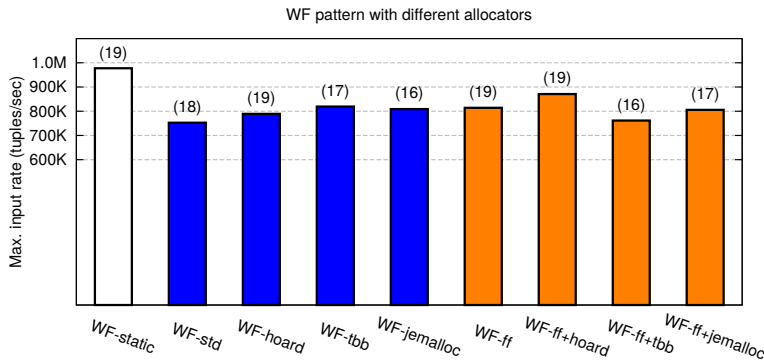 WF pattern with different allocators
Max. input rate (tuples/sec)
1.0M
900K
800K
700K
600K
(19)
(18)
(19)
(17)
(16)
(19)
(19)
(16)
(17)
WF-static
WF-std
WF-hoard
WF-tbb
WF-jemalloc
WF-ff
WF-ff+hoard
WF-ff+tbb
WF-ff+jemalloc